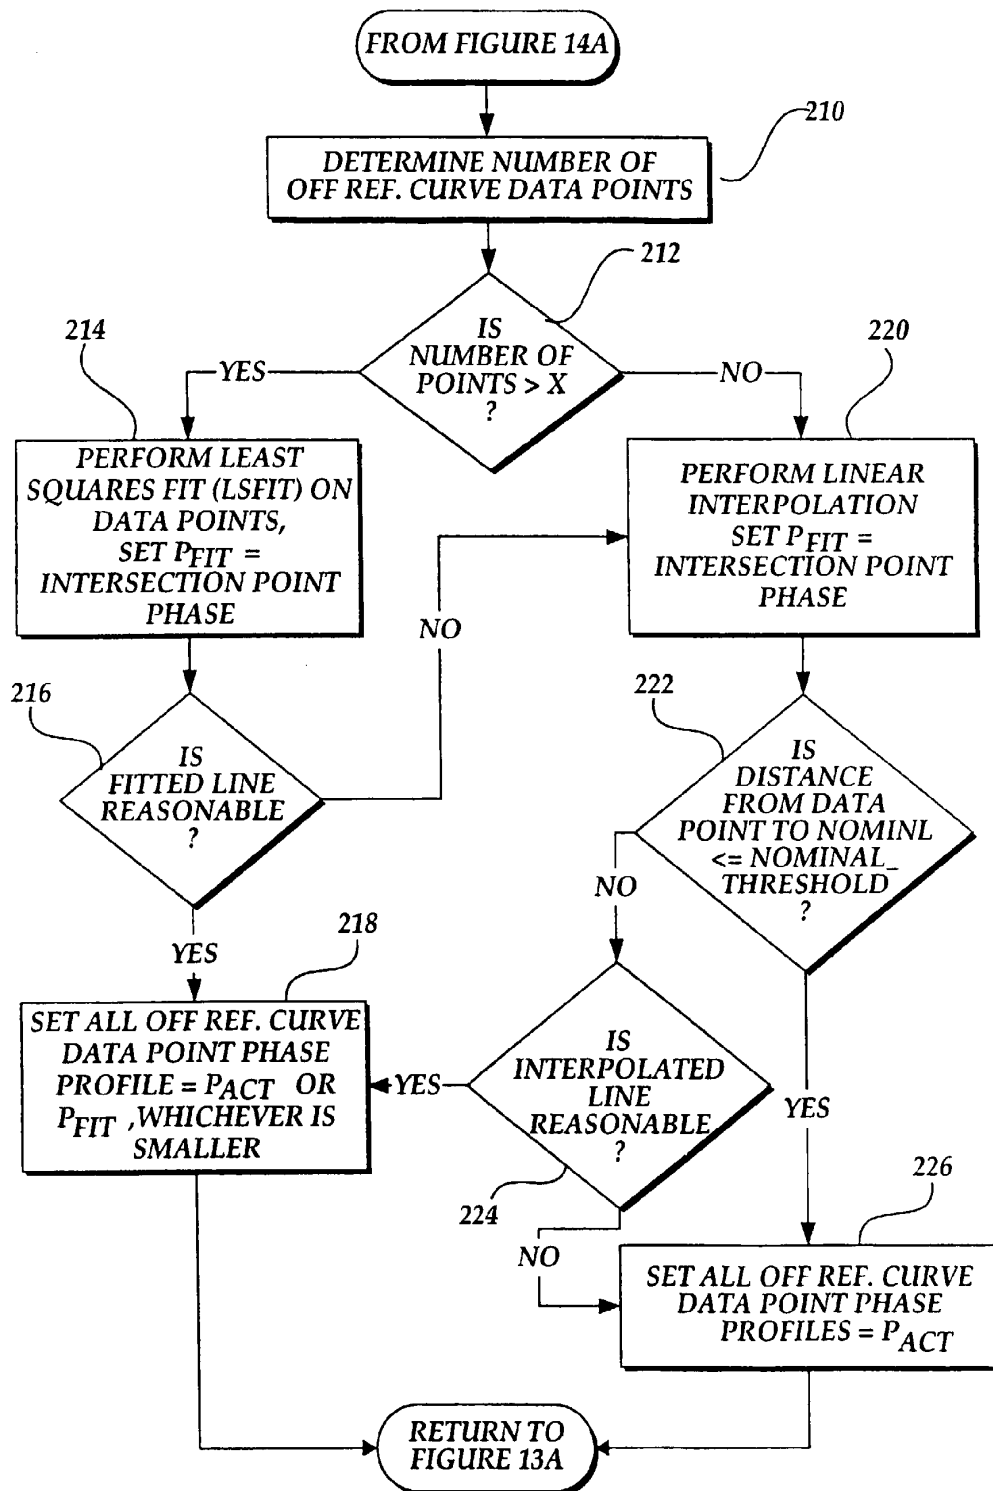 FROM FIGURE 14A
210
DETERMINE NUMBER OF
OFF REF. CURVE DATA POINTS
212
IS
NUMBER OF
POINTS > X
?
YES
NO
214
PERFORM LEAST
SQUARES FIT (LSFIT) ON
DATA POINTS,
SET PFIT =
INTERSECTION POINT
PHASE
220
PERFORM LINEAR
INTERPOLATION
SET PFIT =
INTERSECTION POINT
PHASE
NO
216
IS
FITTED LINE
REASONABLE
?
YES
222
IS
DISTANCE
FROM DATA
POINT TO NOMINL
<= NOMINAL_
THRESHOLD
?
NO
YES
218
SET ALL OFF REF. CURVE
DATA POINT PHASE
PROFILE = PACT OR
PFIT , WHICHEVER IS
SMALLER
YES
IS
INTERPOLATED
LINE
REASONABLE
?
224
NO
226
SET ALL OFF REF. CURVE
DATA POINT PHASE
PROFILES = PACT
RETURN TO
FIGURE 13A